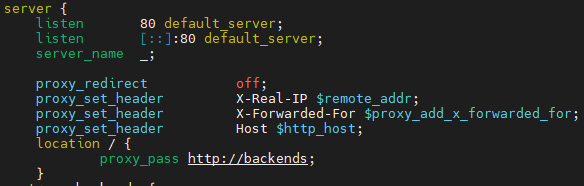 server {
    listen       80 default_server;
    listen       [::]:80 default_server;
    server_name  _;

    proxy_redirect           off;
    proxy_set_header         X-Real-IP $remote_addr;
    proxy_set_header         X-Forwarded-For $proxy_add_x_forwarded_for;
    proxy_set_header         Host $http_host;
    location / {
            proxy_pass http://backends;
    }